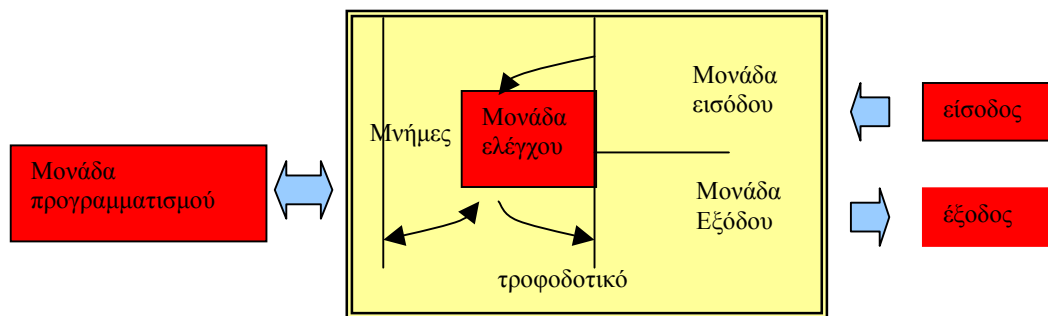 Μονάδα
προγραμματισμού
Μνήμες
Μονάδα
ελέγχου
Μονάδα
εισόδου
Μονάδα
Εξόδου
τροφοδοτικό
είσοδος
έξοδος